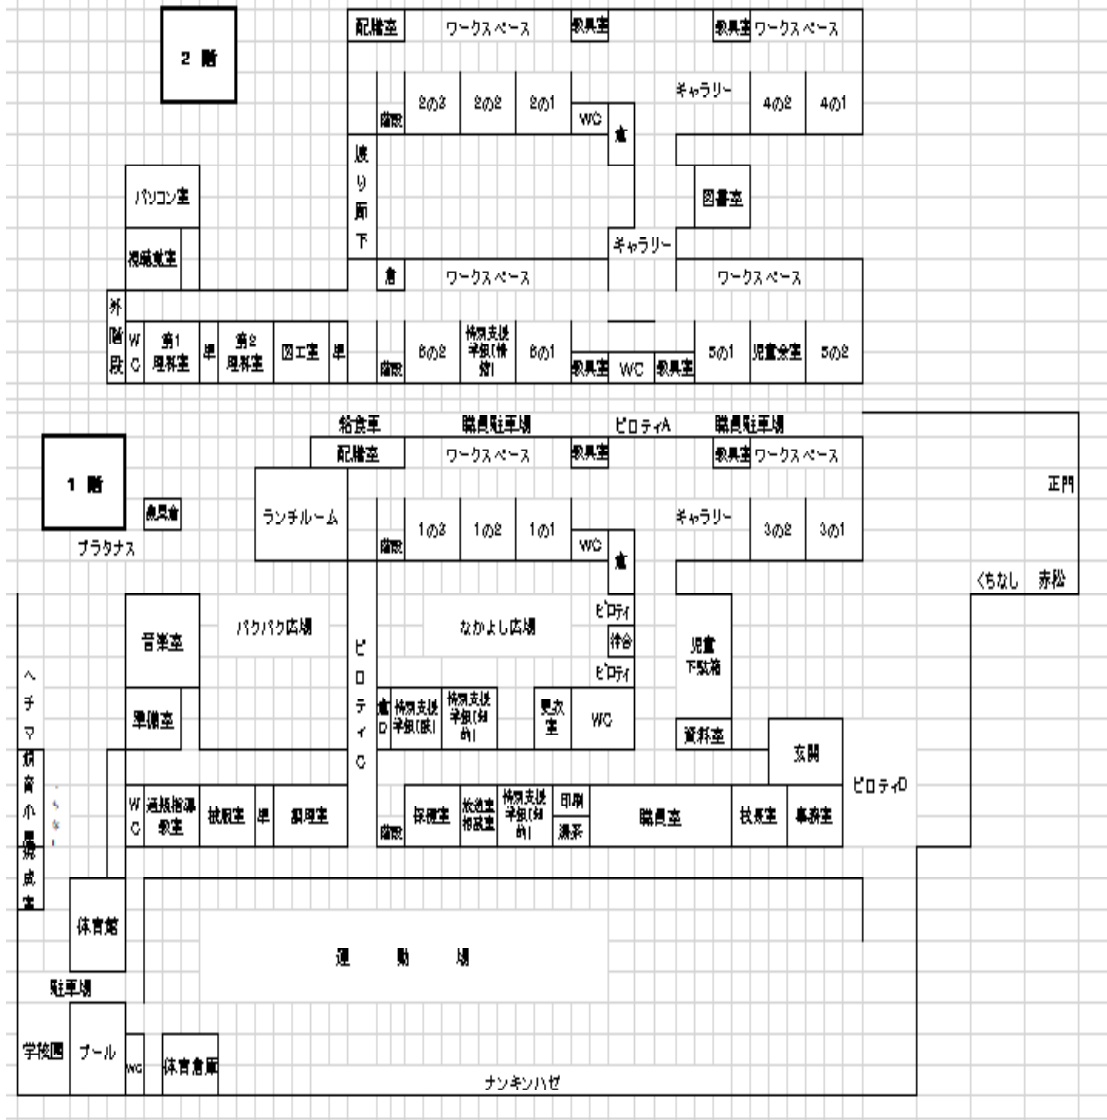 2 階
配膳室 ワークスペース 教具室 教具室 ワークスペース
階段 2の3 2の2 2の1 WC 倉 ギャラリー 4の2 4の1
渡り廊下
パソコン室
図書室
視聴覚室
ギャラリー
倉 ワークスペース ワークスペース
外階段
WC
第1
理科室
準
第2
理科室
図工室
準
階段
6の2
特別支援
学級(情
緒)
6の1
教具室 WC 教具室
5の1
児童会室
5の2
給食車 職員駐車場 ピロティA 職員駐車場
1 階
配膳室 ワークスペース 教具室 教具室 ワークスペース
正門
農具倉
ランチルーム
階段 1の3 1の2 1の1 WC 倉 ギャラリー 3の2 3の1
プラタナス
くちなし 赤松
音楽室
パクパク広場
ピロティC
なかよし広場
ピロティ
待合
ピロティ
児童
下駄箱
ヘチマ
準備室
倉D
特別支援
学級(肢)
特別支援
学級(知
的)
更衣
室
WC
資料室
玄関
ピロティD
飼育小屋
WC
通級指導
教室
被服室
準
調理室
階段
保健室
放送室
相談室
特別支援
学級(知
的)
印刷
湯茶
職員室
校長室
事務室
焼成室
体育館
運 動 場
駐車場
学校園
プール
WC
体育倉庫
ナンキンハゼ